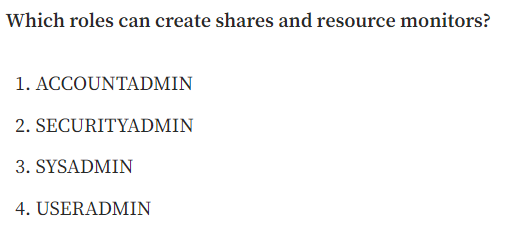 Which roles can create shares and resource monitors?
1. ACCOUNTADMIN
2. SECURITYADMIN
3. SYSADMIN
4. USERADMIN